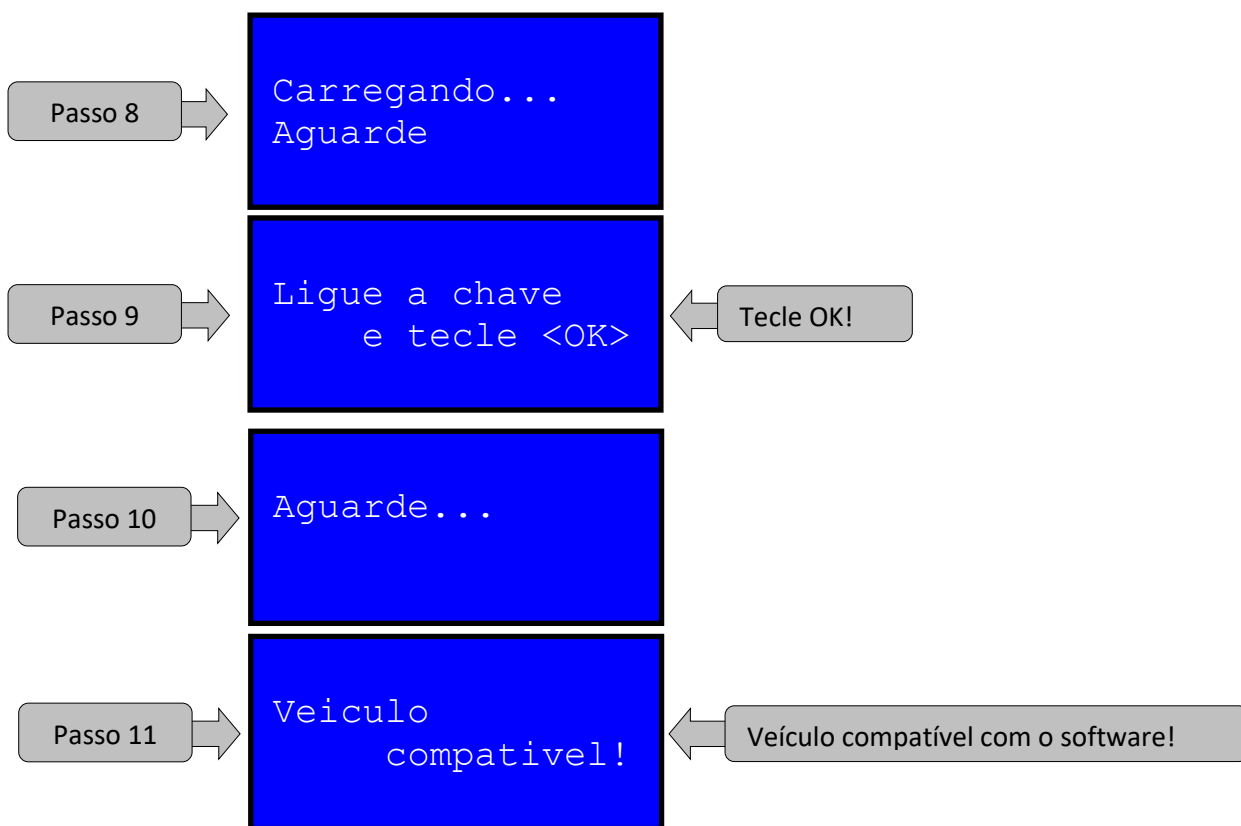 Passo 8
Carregando...
Aguarde
Passo 9
Ligue a chave
e tecle <OK>
Tecle OK!
Passo 10
Aguarde...
Passo 11
Veiculo
compativel!
Veículo compatível com o software!